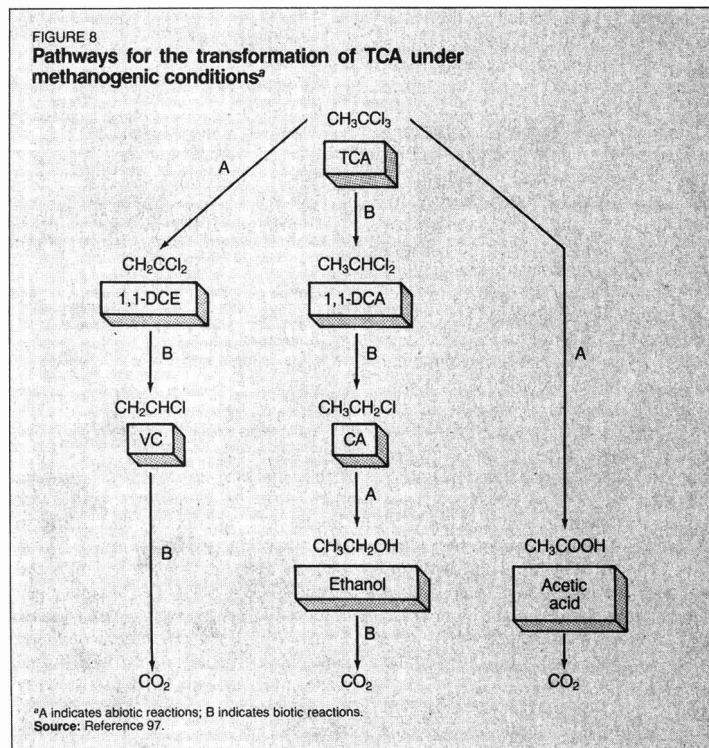 FIGURE 8
Pathways for the transformation of TCA under
methanogenic conditionsᵃ
CH₃CCl₃
A
TCA
B
CH₂CCl₂
CH₃CHCl₂
1,1-DCE
1,1-DCA
B
B
A
CH₂CHCl
CH₃CH₂Cl
VC
CA
A
B
CH₃CH₂OH
CH₃COOH
Ethanol
Acetic
acid
B
CO₂
CO₂
CO₂
ᵃA indicates abiotic reactions; B indicates biotic reactions.
Source: Reference 97.